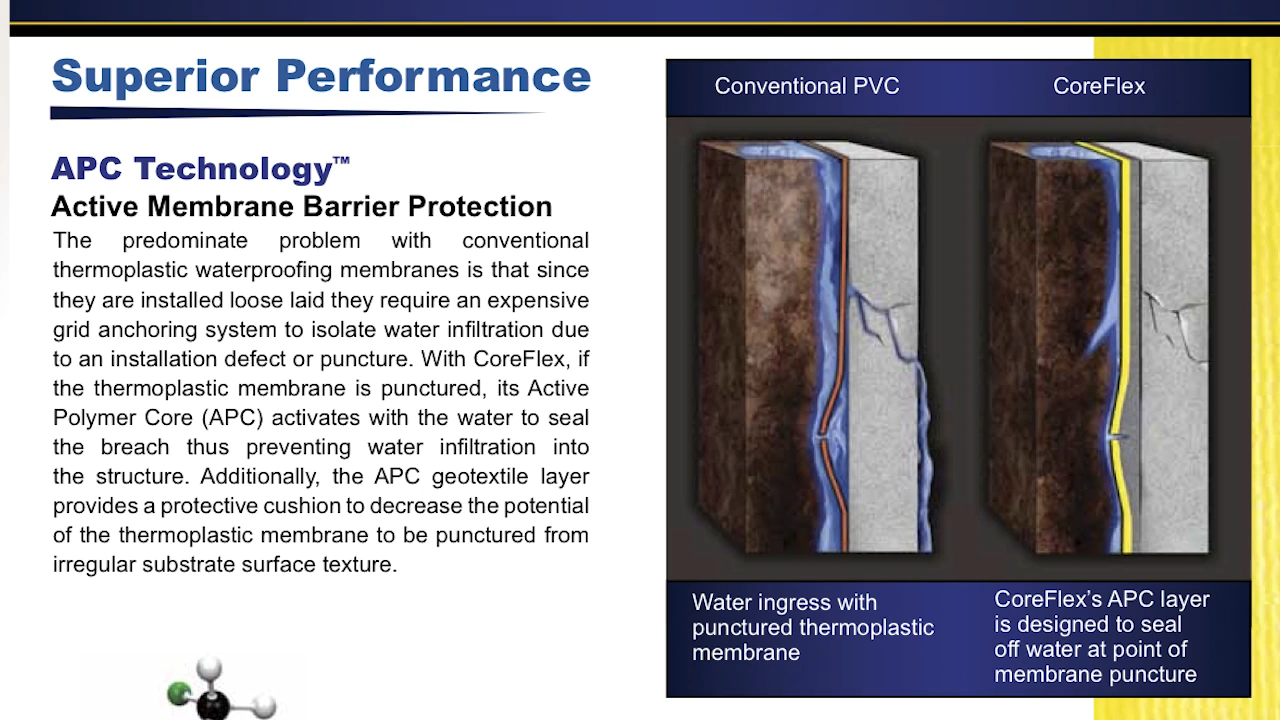 Superior Performance
APC Technology™
Active Membrane Barrier Protection
The predominate problem with conventional
thermoplastic waterproofing membranes is that since
they are installed loose laid they require an expensive
grid anchoring system to isolate water infiltration due
to an installation defect or puncture. With CoreFlex, if
the thermoplastic membrane is punctured, its Active
Polymer Core (APC) activates with the water to seal
the breach thus preventing water infiltration into
the structure. Additionally, the APC geotextile layer
provides a protective cushion to decrease the potential
of the thermoplastic membrane to be punctured from
irregular substrate surface texture.
Conventional PVC
CoreFlex
Water ingress with
punctured thermoplastic
membrane
CoreFlex’s APC layer
is designed to seal
off water at point of
membrane puncture